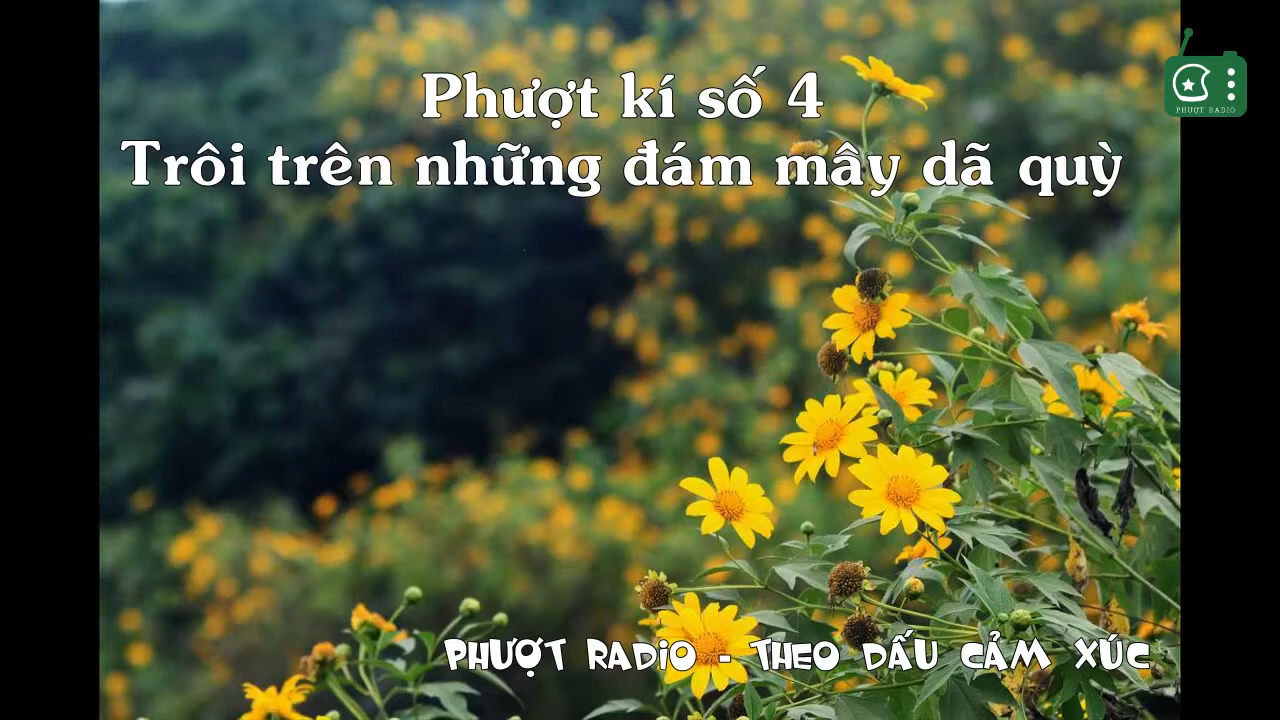 Phượt kí số 4
Trôi trên những đám mây dã quỳ
PHƯỢT RADIO
PHƯỢT RADIO - THEO DẤU CẢM XÚC